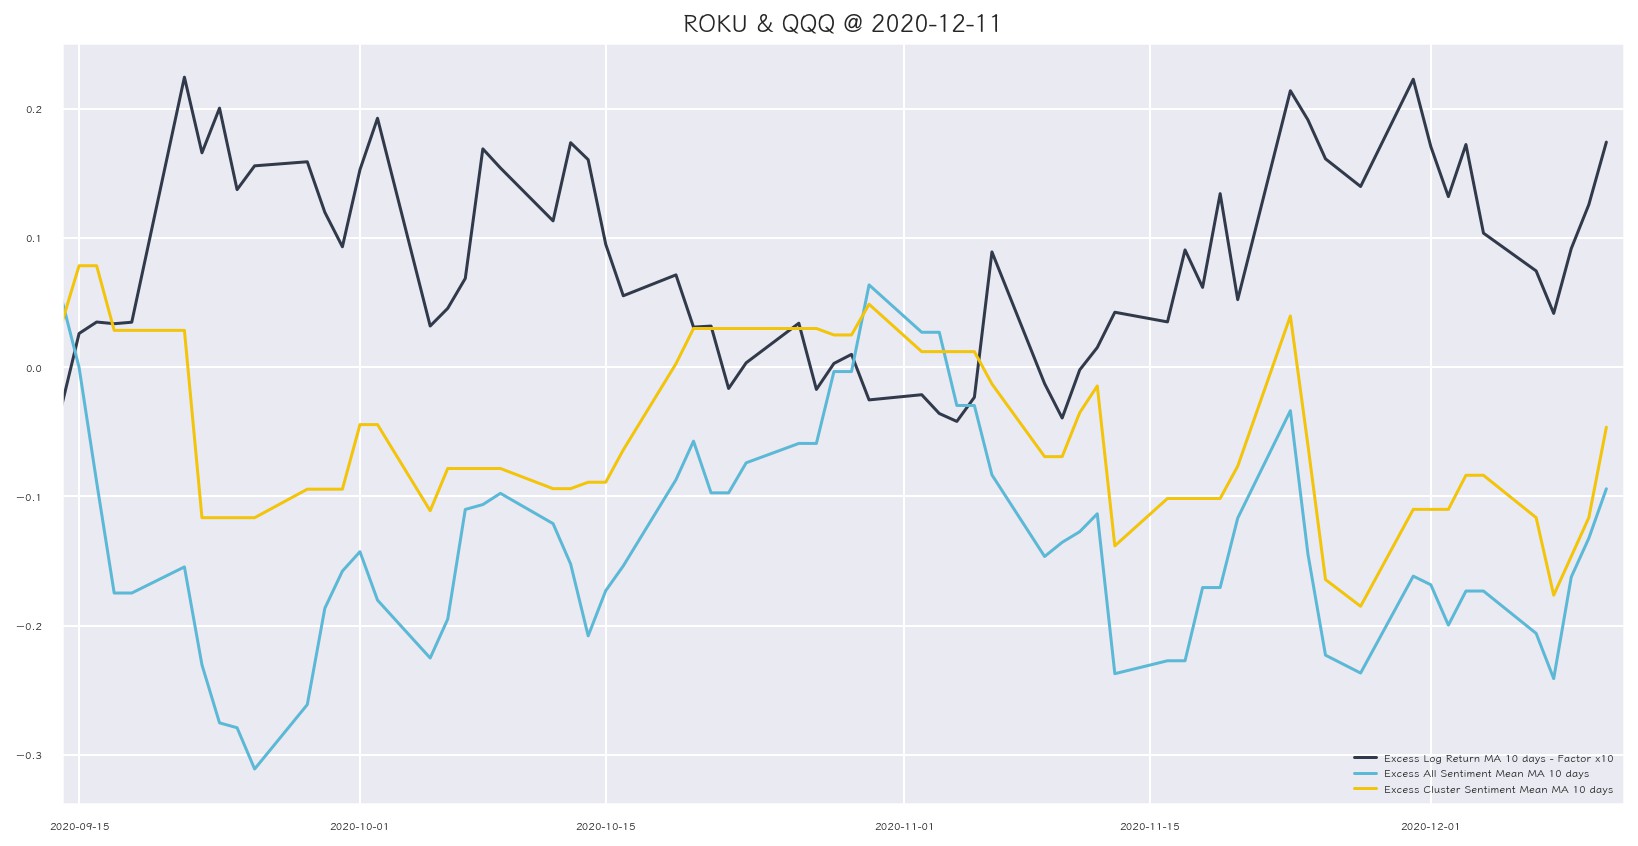 ROKU & QQQ @ 2020-12-11
0.2
0.1
0.0
−0.1
−0.2
−0.3
Excess Log Return MA 10 days - Factor x10
Excess All Sentiment Mean MA 10 days
Excess Cluster Sentiment Mean MA 10 days
2020-09-15 2020-10-01 2020-10-15 2020-11-01 2020-11-15 2020-12-01